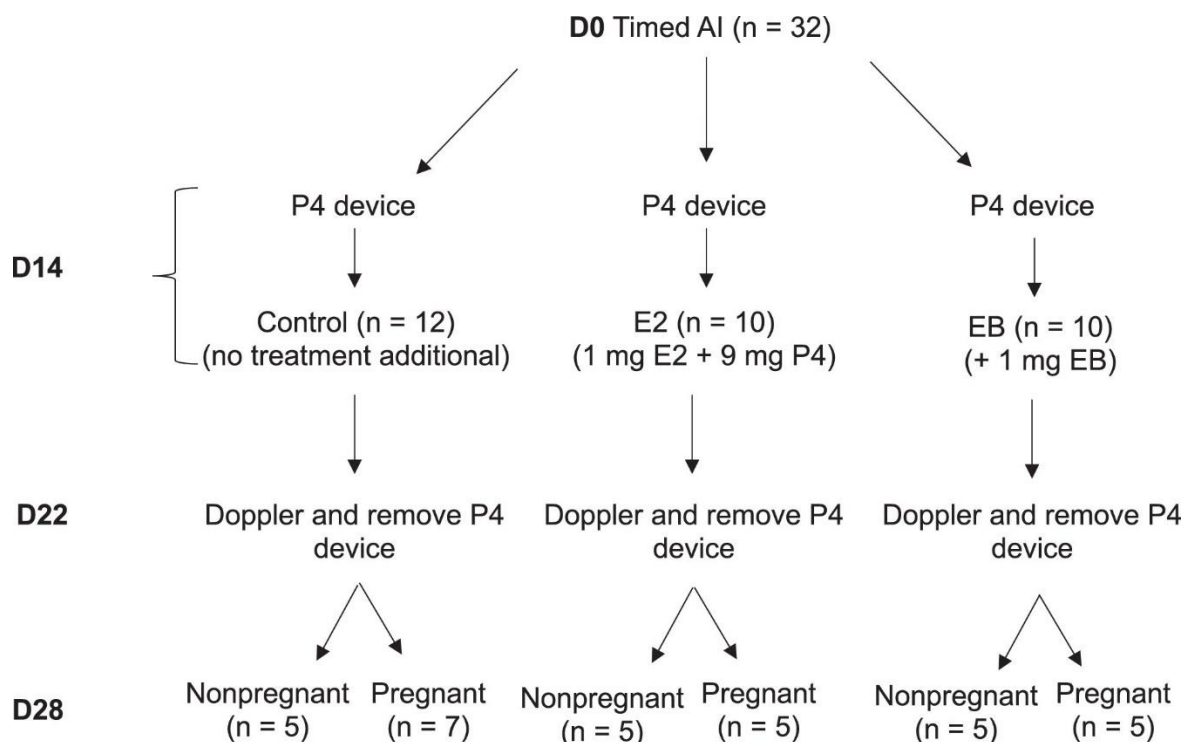 D0 Timed AI (n = 32)
P4 device
P4 device
P4 device
D14
Control (n = 12)
(no treatment additional)
E2 (n = 10)
(1 mg E2 + 9 mg P4)
EB (n = 10)
(+ 1 mg EB)
D22
Doppler and remove P4
device
Doppler and remove P4
device
Doppler and remove P4
device
D28
Nonpregnant
(n = 5)
Pregnant
(n = 7)
Nonpregnant
(n = 5)
Pregnant
(n = 5)
Nonpregnant
(n = 5)
Pregnant
(n = 5)